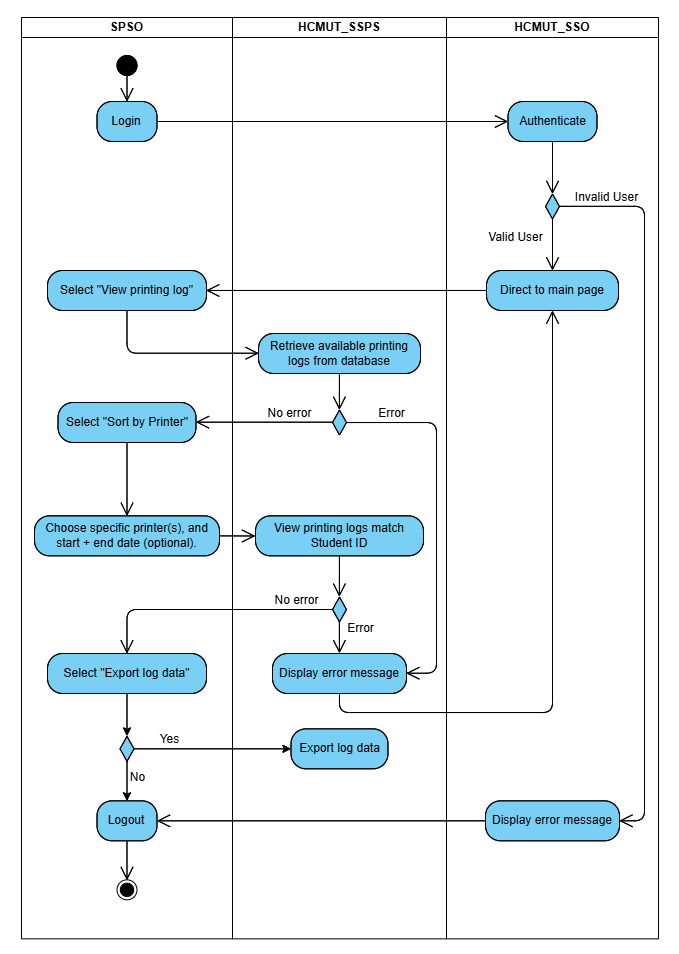 SPSO
HCMUT_SSPS
HCMUT_SSO
Login
Authenticate
Invalid User
Valid User
Select "View printing log"
Direct to main page
Retrieve available printing
logs from database
No error
Error
Select "Sort by Printer"
Choose specific printer(s), and
start + end date (optional).
View printing logs match
Student ID
No error
Error
Select "Export log data"
Display error message
Yes
Export log data
No
Logout
Display error message